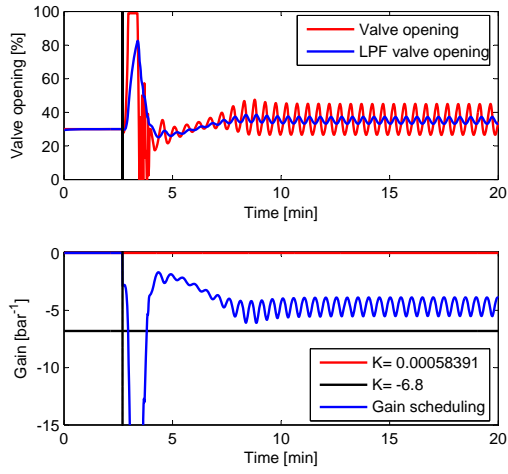 100
80
60
40
20
0
Valve opening [%]
Valve opening
LPF valve opening
0
5
10
15
20
Time [min]
0
-5
-10
-15
Gain [bar⁻¹]
K= 0.00058391
K= -6.8
Gain scheduling
0
5
10
15
20
Time [min]